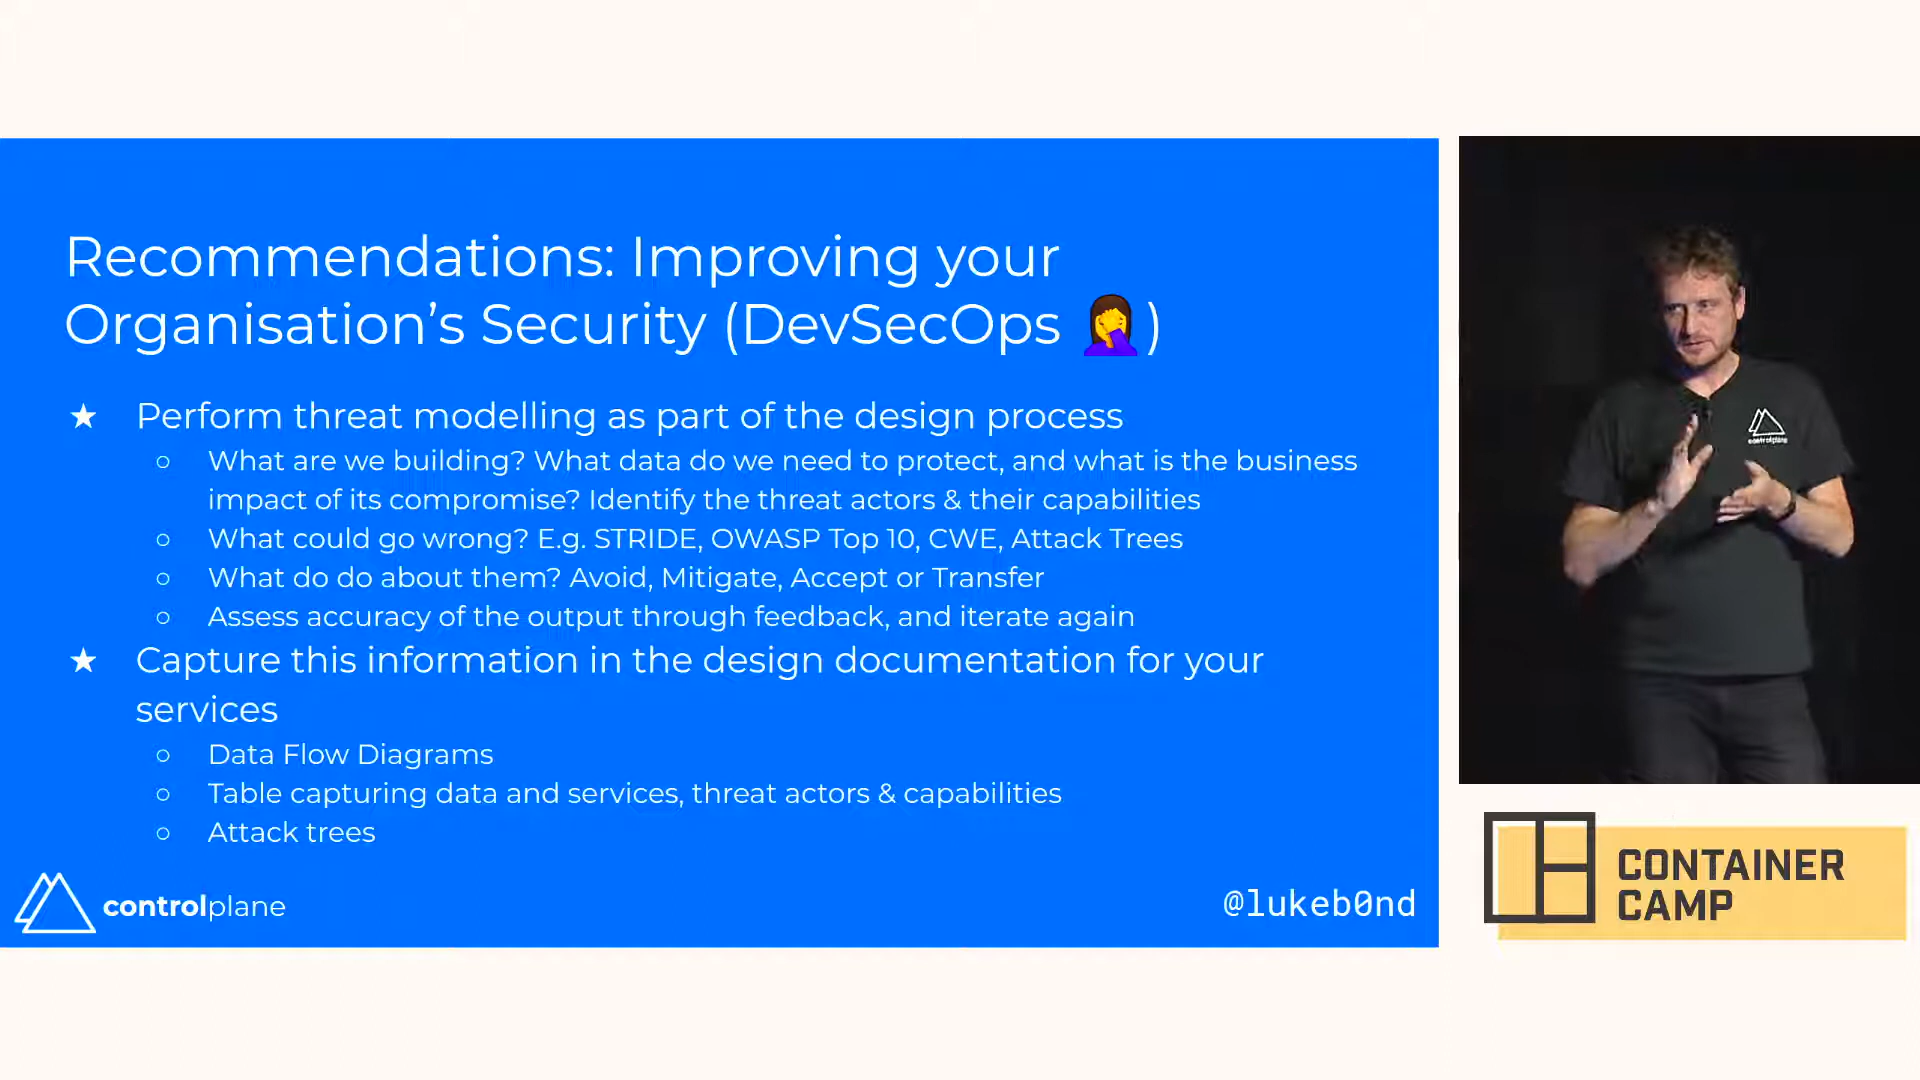 Recommendations: Improving your
Organisation's Security (DevSecOps 🤦‍♀️)
★ Perform threat modelling as part of the design process
○ What are we building? What data do we need to protect, and what is the business
impact of its compromise? Identify the threat actors & their capabilities
○ What could go wrong? E.g. STRIDE, OWASP Top 10, CWE, Attack Trees
○ What do do about them? Avoid, Mitigate, Accept or Transfer
○ Assess accuracy of the output through feedback, and iterate again
★ Capture this information in the design documentation for your
services
○ Data Flow Diagrams
○ Table capturing data and services, threat actors & capabilities
○ Attack trees
controlplane
@lukeb0nd
controlplane
CONTAINER
CAMP